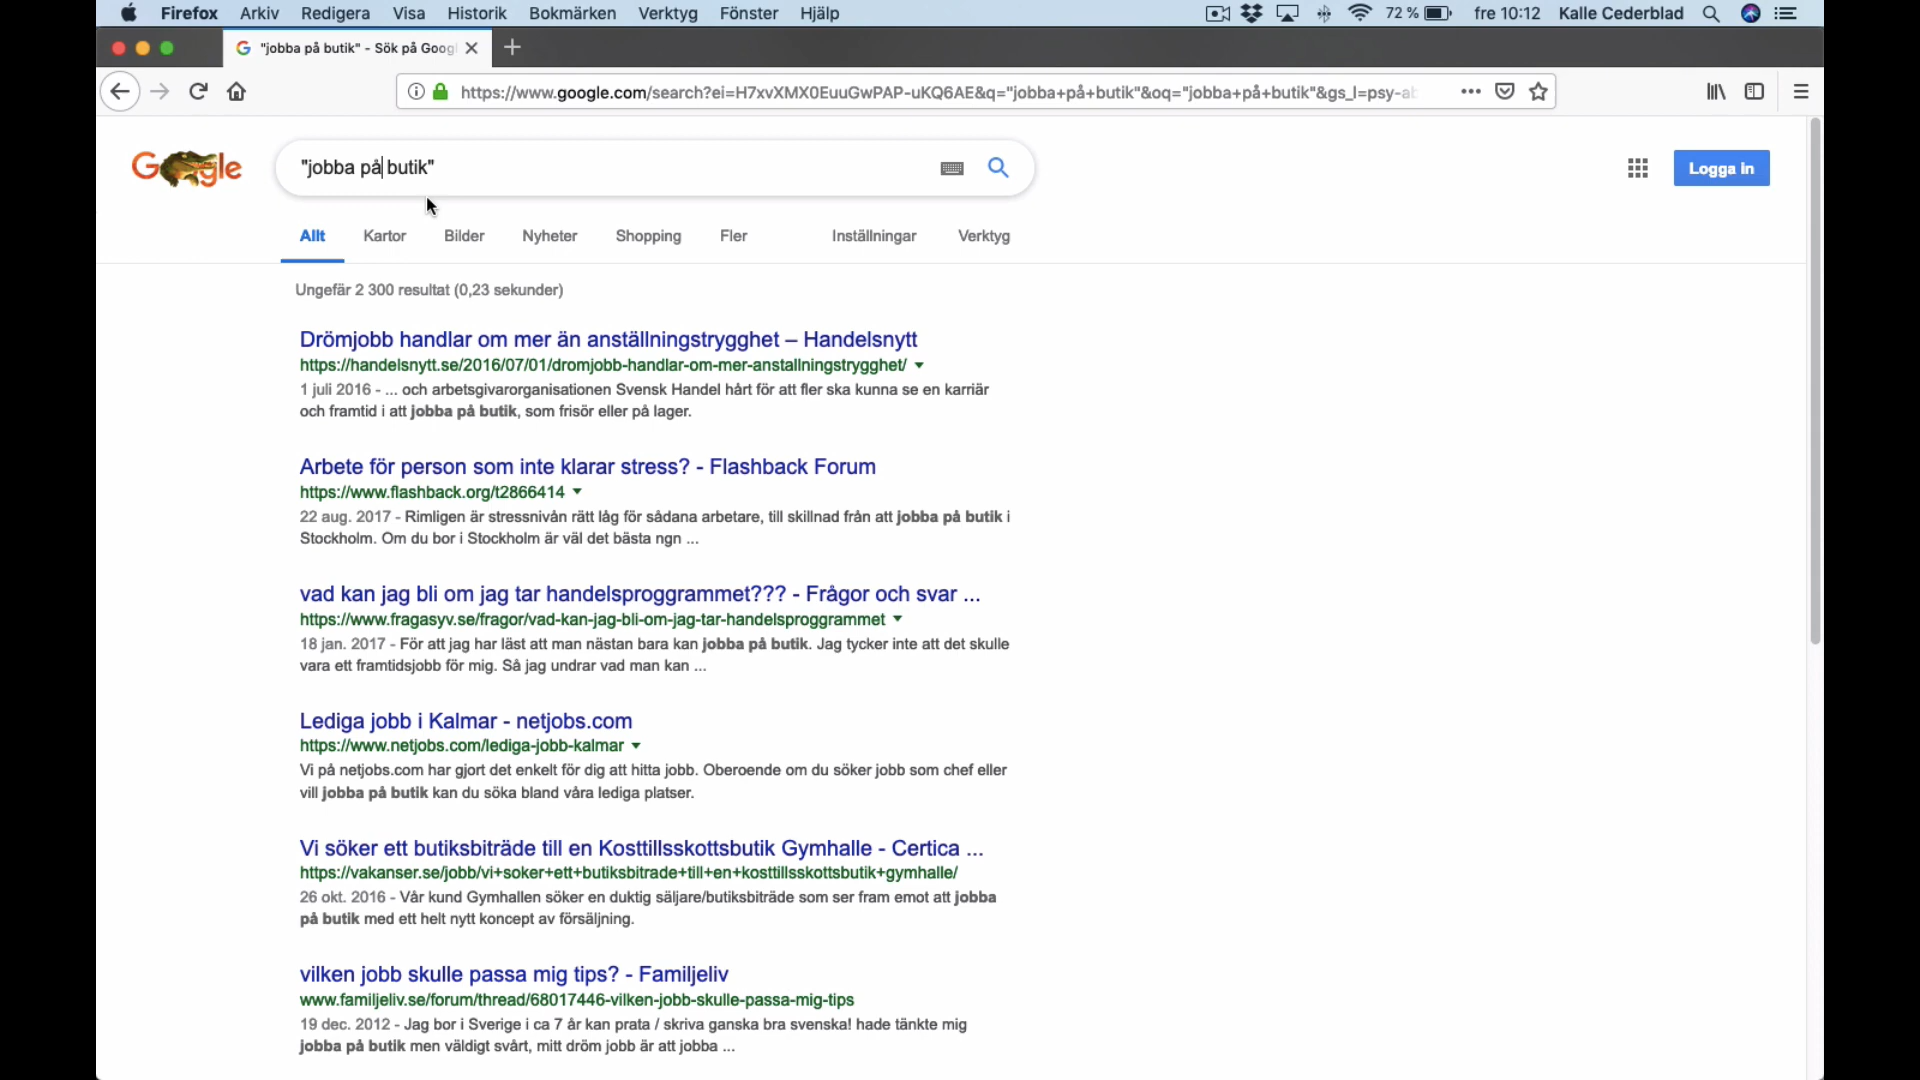 Firefox Arkiv Redigera Visa Historik Bokmärken Verktyg Fönster Hjälp 72 % fre 10:12 Kalle Cederblad
"jobba på butik" - Sök på Googl
https://www.google.com/search?ei=H7xvXMX0EuuGwPAP-uKQ6AE&q="jobba+på+butik"&oq="jobba+på+butik"&gs_l=psy-ab
Google "jobba på butik" Logga in
Allt Kartor Bilder Nyheter Shopping Fler Inställningar Verktyg
Ungefär 2 300 resultat (0,23 sekunder)
Drömjobb handlar om mer än anställningstrygghet – Handelsnytt
https://handelsnytt.se/2016/07/01/dromjobb-handlar-om-mer-anstallningstrygghet/
1 juli 2016 - ... och arbetsgivarorganisationen Svensk Handel hårt för att fler ska kunna se en karriär
och framtid i att jobba på butik, som frisör eller på lager.
Arbete för person som inte klarar stress? - Flashback Forum
https://www.flashback.org/t2866414
22 aug. 2017 - Rimligen är stressnivån rätt låg för sådana arbetare, till skillnad från att jobba på butik i
Stockholm. Om du bor i Stockholm är väl det bästa ngn ...
vad kan jag bli om jag tar handelsproggrammet??? - Frågor och svar ...
https://www.fragasyv.se/fragor/vad-kan-jag-bli-om-jag-tar-handelsproggrammet
18 jan. 2017 - För att jag har läst att man nästan bara kan jobba på butik. Jag tycker inte att det skulle
vara ett framtidsjobb för mig. Så jag undrar vad man kan ...
Lediga jobb i Kalmar - netjobs.com
https://www.netjobs.com/lediga-jobb-kalmar
Vi på netjobs.com har gjort det enkelt för dig att hitta jobb. Oberoende om du söker jobb som chef eller
vill jobba på butik kan du söka bland våra lediga platser.
Vi söker ett butiksbiträde till en Kosttillsskottsbutik Gymhalle - Certica ...
https://vakanser.se/jobb/vi+soker+ett+butiksbitrade+till+en+kosttillsskottsbutik+gymhalle/
26 okt. 2016 - Vår kund Gymhallen söker en duktig säljare/butiksbiträde som ser fram emot att jobba
på butik med ett helt nytt koncept av försäljning.
vilken jobb skulle passa mig tips? - Familjeliv
www.familjeliv.se/forum/thread/68017446-vilken-jobb-skulle-passa-mig-tips
19 dec. 2012 - Jag bor i Sverige i ca 7 år kan prata / skriva ganska bra svenska! hade tänkte mig
jobba på butik men väldigt svårt, mitt dröm jobb är att jobba ...